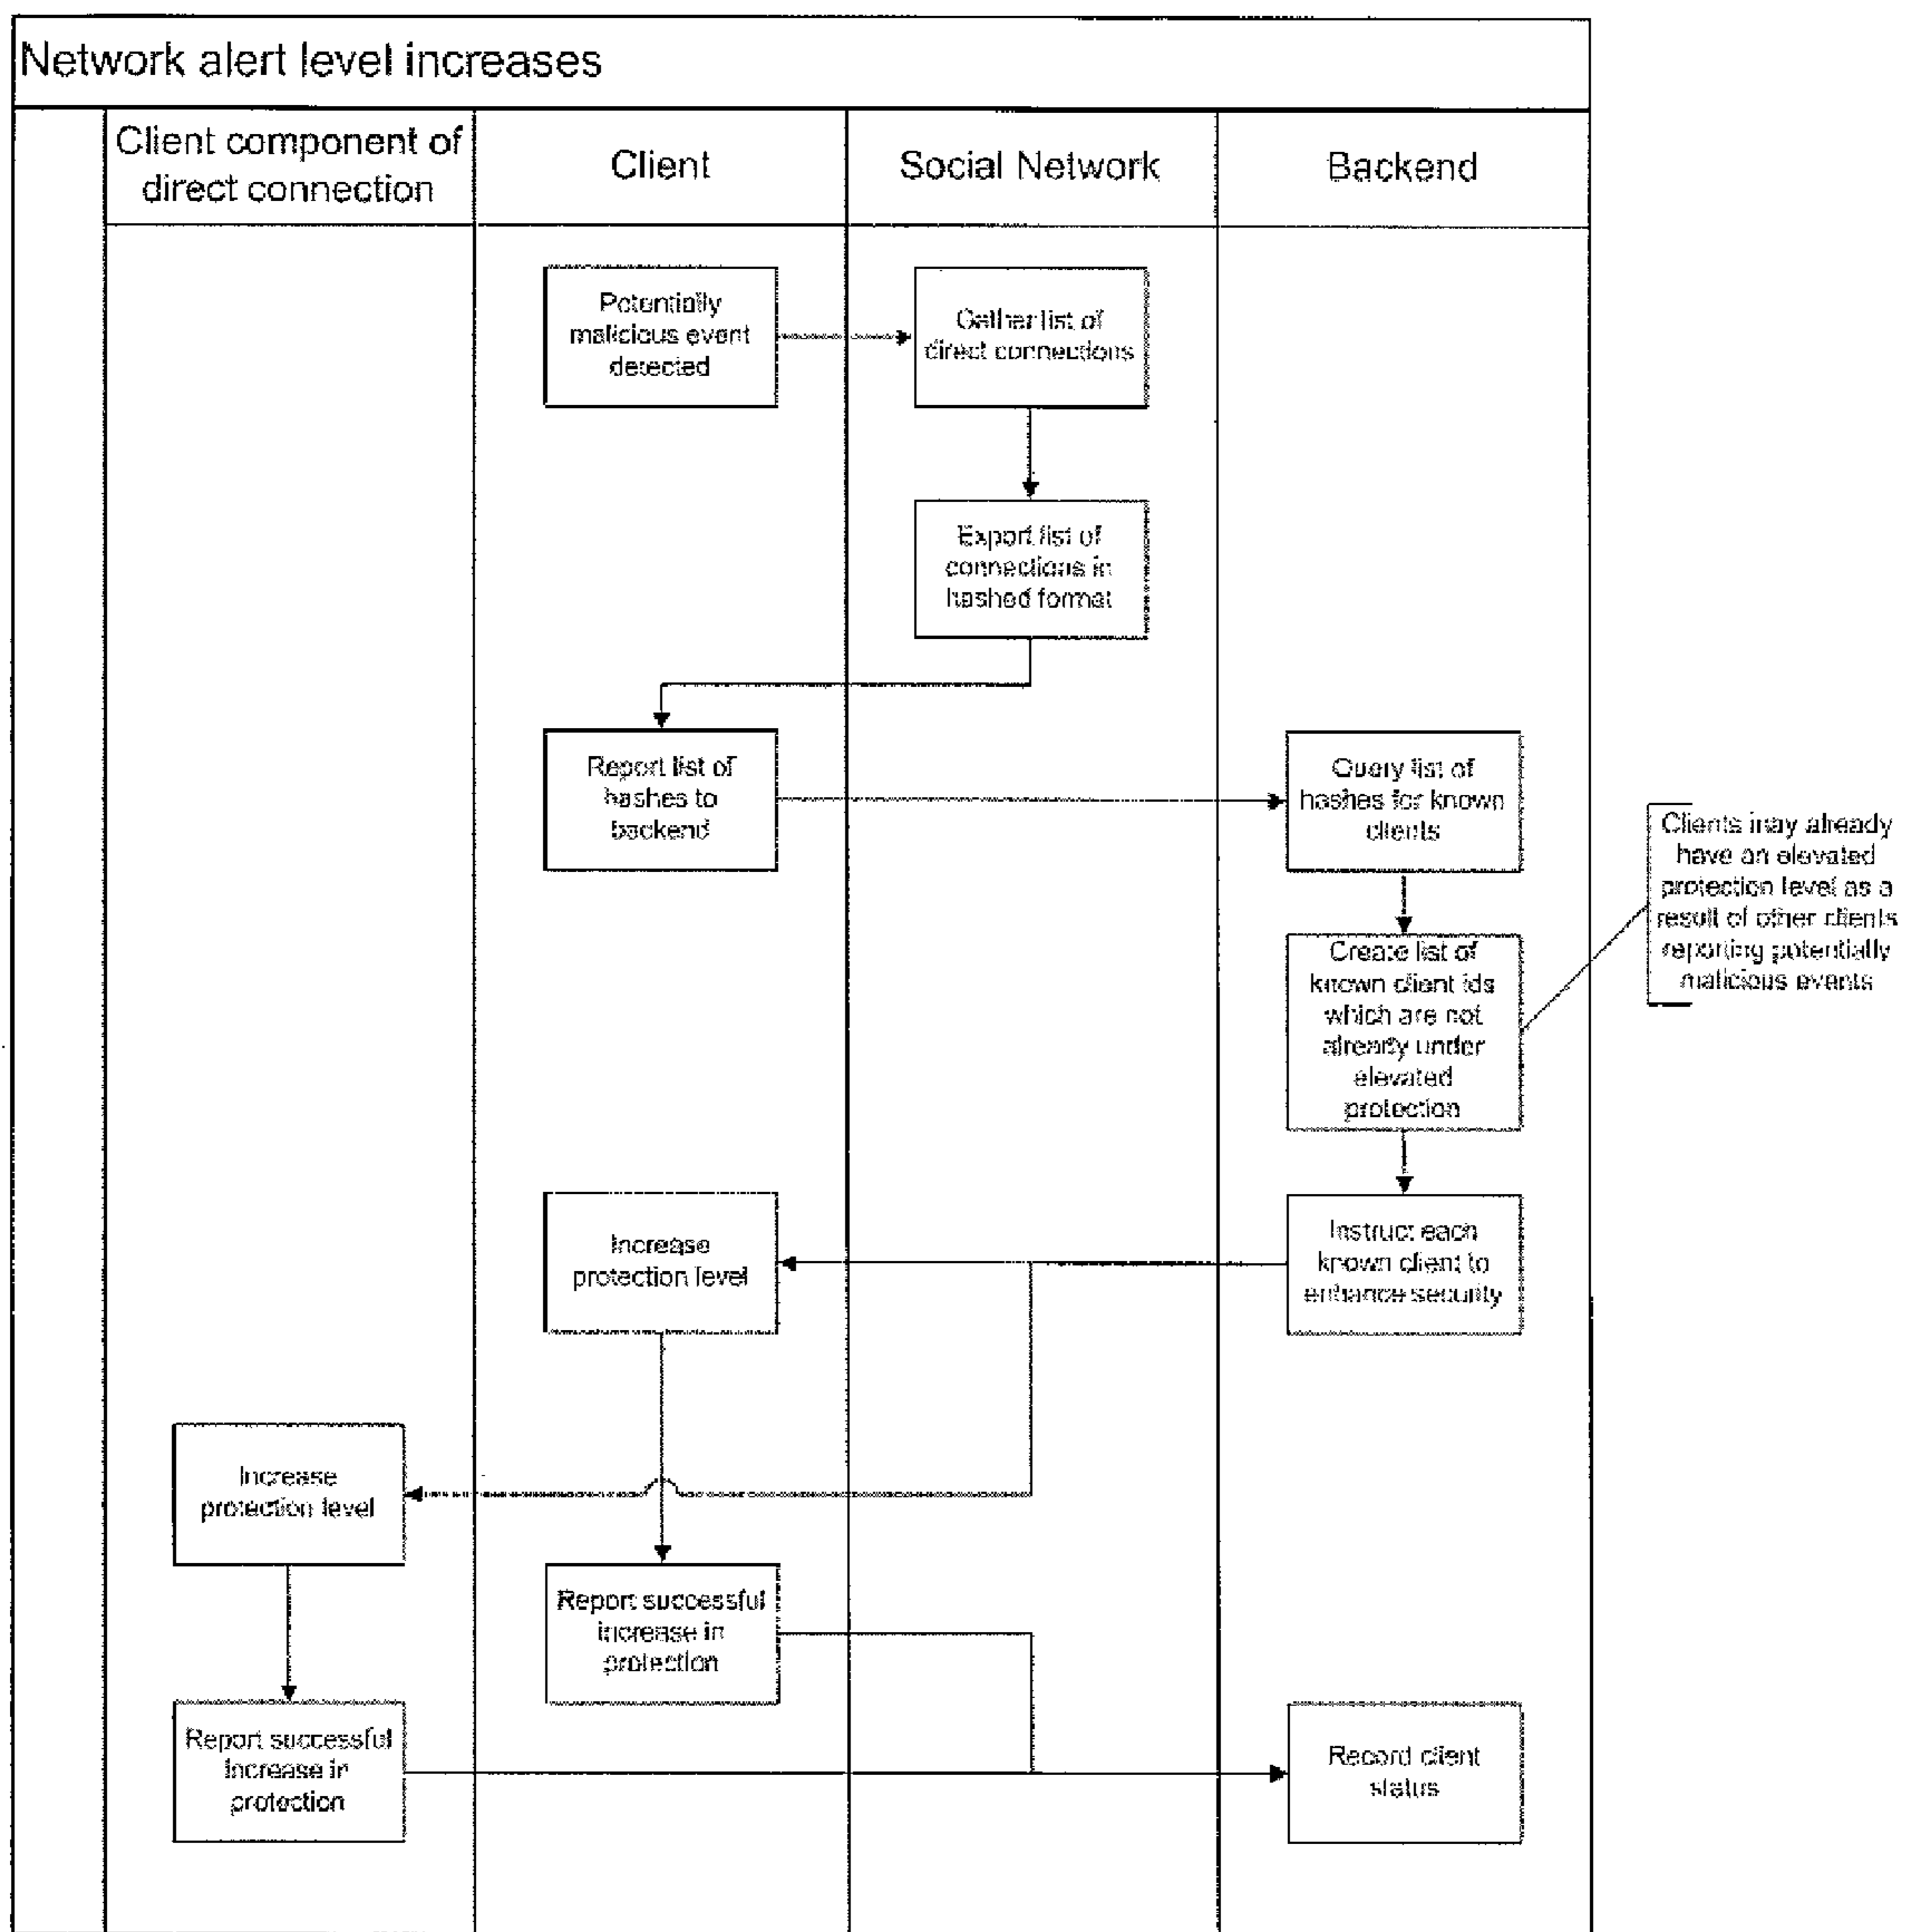 Network alert level increases
Client component of
direct connection
Client
Social Network
Backend
Potentially
malicious event
detected
Gather list of
direct connections
Export list of
connections in
hashed format
Report list of
hashes to
backend
Query list of
hashes for known
clients
Clients may already
have an elevated
protection level as a
result of other clients
reporting potentially
malicious events
Create list of
known client ids
which are not
already under
elevated
protection
Increase
protection level
Instruct each
known client to
enhance security
Increase
protection level
Report successful
increase in
protection
Report successful
increase in
protection
Record client
status